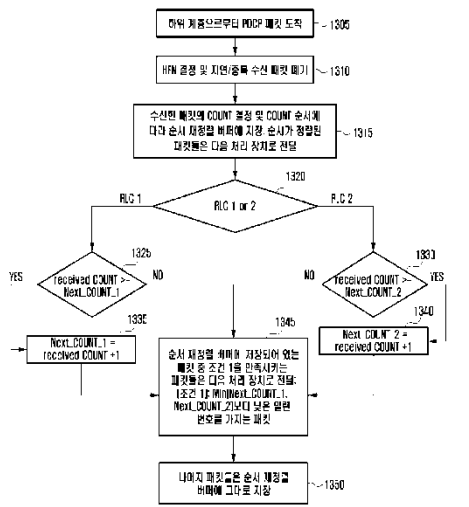 하위 계층으로부터 PDCP 패킷 도착
1305
HFN 결정 및 지연/중복 수신 패킷 폐기
1310
수신한 패킷의 COUNT 결정 및 COUNT 순서에
따라 순서 재정렬 버퍼에 저장. 순서가 정렬된
패킷들은 다음 처리 장치로 전달
1315
1320
RLC 1
RLC 1 or 2
RLC 2
1325
1330
YES
received COUNT >=
Next_COUNT_1
NO
NO
received COUNT >=
Next_COUNT_2
YES
1335
1340
1345
Next_COUNT_1 =
received COUNT +1
Next_COUNT_2 =
received COUNT +1
순서 재정렬 버퍼에 저장되어 있는
패킷 중 조건 1을 만족시키는
패킷들은 다음 처리 장치로 전달:
[조건 1]: Min[Next_COUNT_1,
Next_COUNT_2]보다 낮은 일련
번호를 가지는 패킷
나머지 패킷들은 순서 재정렬
버퍼에 그대로 저장
1350